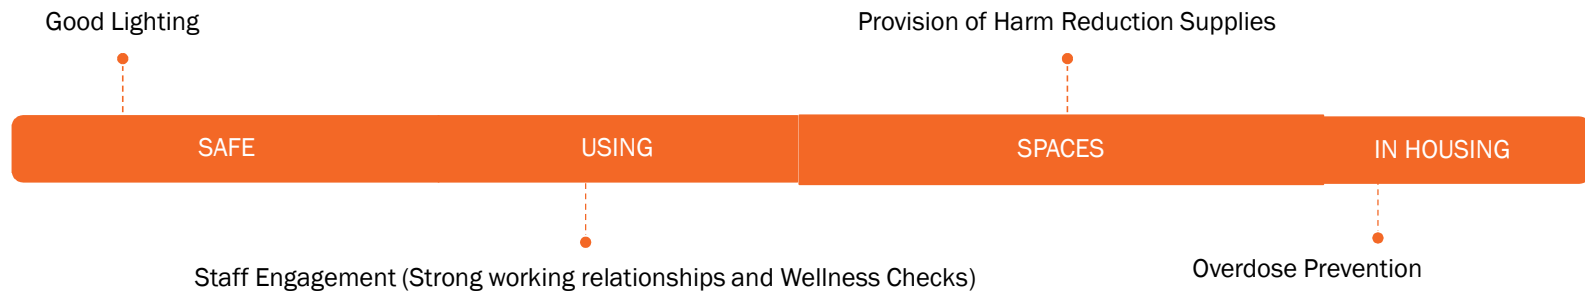 Good Lighting
Provision of Harm Reduction Supplies
SAFE
USING
SPACES
IN HOUSING
Staff Engagement (Strong working relationships and Wellness Checks)
Overdose Prevention